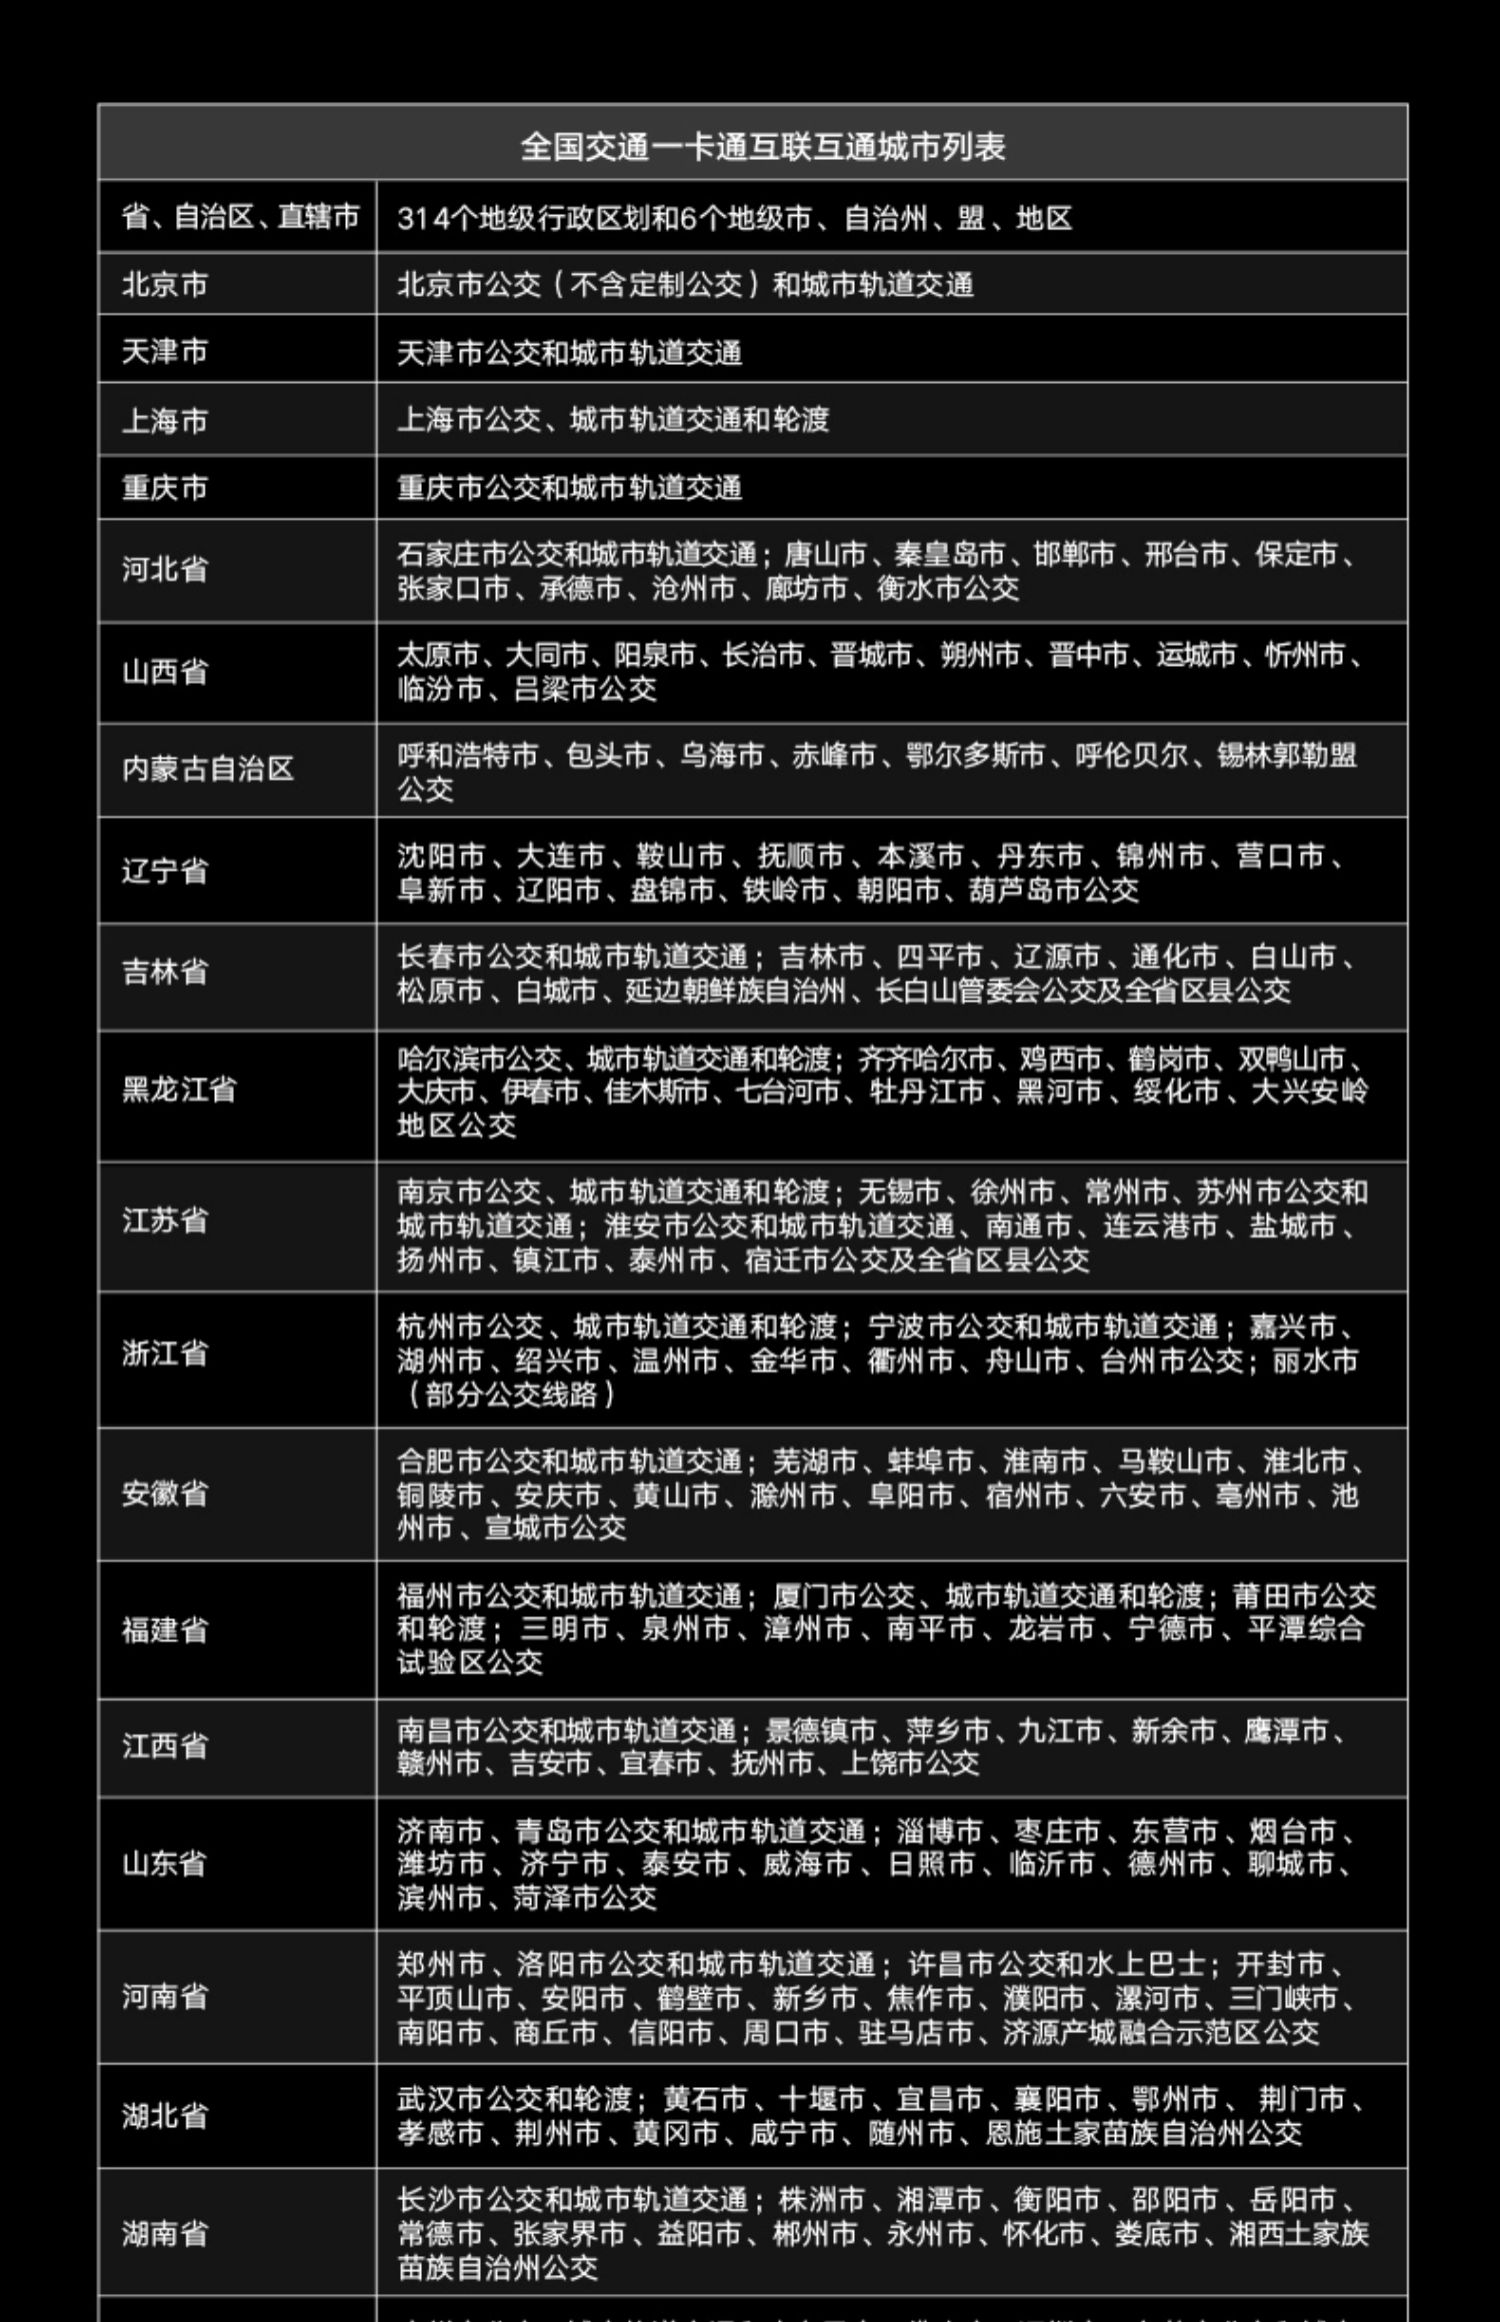 全国交通一卡通互联互通城市列表
省、自治区、直辖市
314个地级行政区划和6个地级市、自治州、盟、地区
北京市
北京市公交（不含定制公交）和城市轨道交通
天津市
天津市公交和城市轨道交通
上海市
上海市公交、城市轨道交通和轮渡
重庆市
重庆市公交和城市轨道交通
河北省
石家庄市公交和城市轨道交通；唐山市、秦皇岛市、邯郸市、邢台市、保定市、
张家口市、承德市、沧州市、廊坊市、衡水市公交
山西省
太原市、大同市、阳泉市、长治市、晋城市、朔州市、晋中市、运城市、忻州市、
临汾市、吕梁市公交
内蒙古自治区
呼和浩特市、包头市、乌海市、赤峰市、鄂尔多斯市、呼伦贝尔、锡林郭勒盟
公交
辽宁省
沈阳市、大连市、鞍山市、抚顺市、本溪市、丹东市、锦州市、营口市、
阜新市、辽阳市、盘锦市、铁岭市、朝阳市、葫芦岛市公交
吉林省
长春市公交和城市轨道交通；吉林市、四平市、辽源市、通化市、白山市、
松原市、白城市、延边朝鲜族自治州、长白山管委会公交及全省区县公交
黑龙江省
哈尔滨市公交、城市轨道交通和轮渡；齐齐哈尔市、鸡西市、鹤岗市、双鸭山市、
大庆市、伊春市、佳木斯市、七台河市、牡丹江市、黑河市、绥化市、大兴安岭
地区公交
江苏省
南京市公交、城市轨道交通和轮渡；无锡市、徐州市、常州市、苏州市公交和
城市轨道交通；淮安市公交和城市轨道交通、南通市、连云港市、盐城市、
扬州市、镇江市、泰州市、宿迁市公交及全省区县公交
浙江省
杭州市公交、城市轨道交通和轮渡；宁波市公交和城市轨道交通；嘉兴市、
湖州市、绍兴市、温州市、金华市、衢州市、舟山市、台州市公交；丽水市
（部分公交线路）
安徽省
合肥市公交和城市轨道交通；芜湖市、蚌埠市、淮南市、马鞍山市、淮北市、
铜陵市、安庆市、黄山市、滁州市、阜阳市、宿州市、六安市、亳州市、池
州市、宣城市公交
福建省
福州市公交和城市轨道交通；厦门市公交、城市轨道交通和轮渡；莆田市公交
和轮渡；三明市、泉州市、漳州市、南平市、龙岩市、宁德市、平潭综合
试验区公交
江西省
南昌市公交和城市轨道交通；景德镇市、萍乡市、九江市、新余市、鹰潭市、
赣州市、吉安市、宜春市、抚州市、上饶市公交
山东省
济南市、青岛市公交和城市轨道交通；淄博市、枣庄市、东营市、烟台市、
潍坊市、济宁市、泰安市、威海市、日照市、临沂市、德州市、聊城市、
滨州市、菏泽市公交
河南省
郑州市、洛阳市公交和城市轨道交通；许昌市公交和水上巴士；开封市、
平顶山市、安阳市、鹤壁市、新乡市、焦作市、濮阳市、漯河市、三门峡市、
南阳市、商丘市、信阳市、周口市、驻马店市、济源产城融合示范区公交
湖北省
武汉市公交和轮渡；黄石市、十堰市、宜昌市、襄阳市、鄂州市、荆门市、
孝感市、荆州市、黄冈市、咸宁市、随州市、恩施土家苗族自治州公交
湖南省
长沙市公交和城市轨道交通；株洲市、湘潭市、衡阳市、邵阳市、岳阳市、
常德市、张家界市、益阳市、郴州市、永州市、怀化市、娄底市、湘西土家族
苗族自治州公交